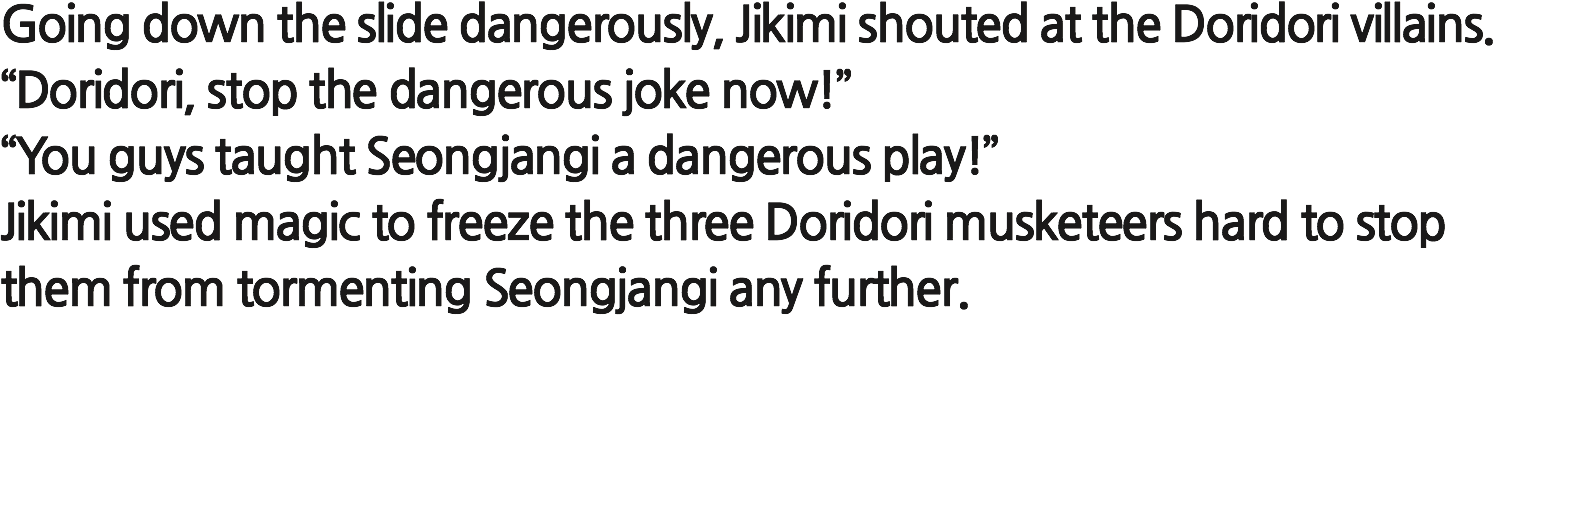 Going down the slide dangerously, Jikimi shouted at the Doridori villains.
“Doridori, stop the dangerous joke now!”
“You guys taught Seongjangi a dangerous play!”
Jikimi used magic to freeze the three Doridori musketeers hard to stop
them from tormenting Seongjangi any further.